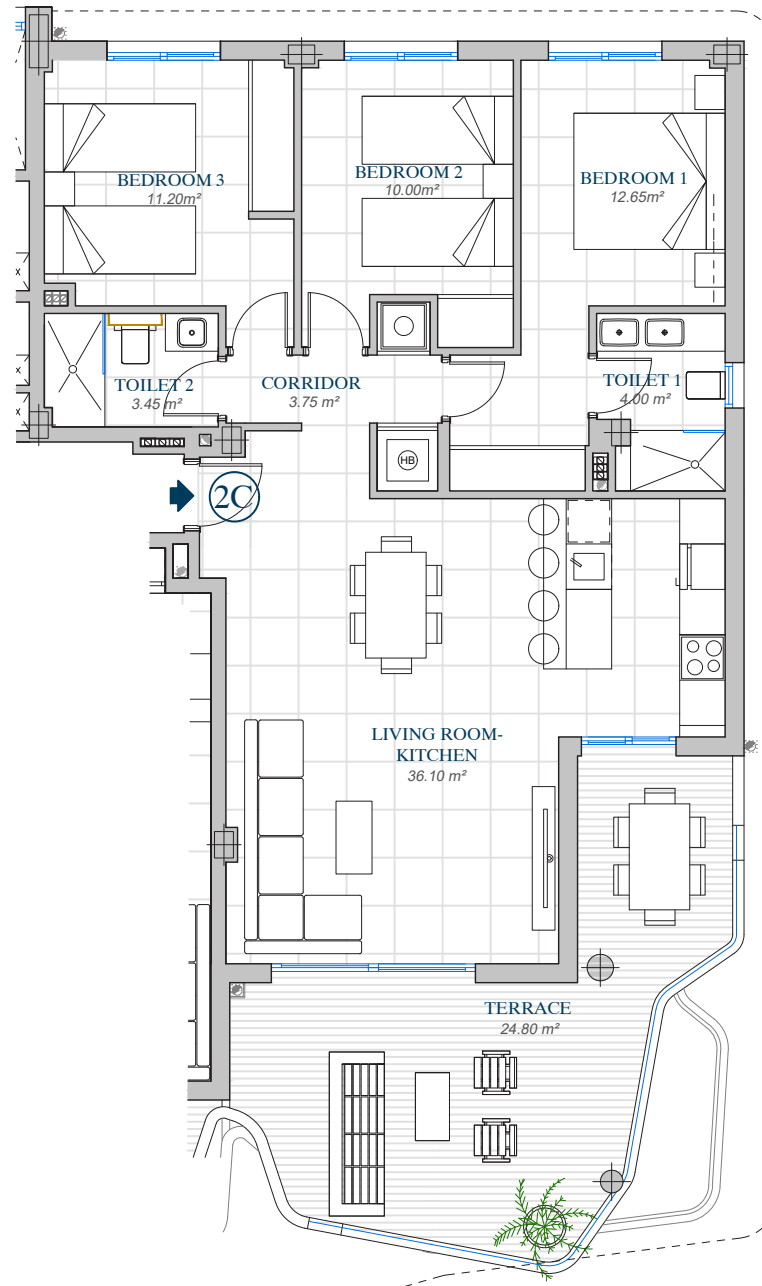 BEDROOM 3
11.20m²
BEDROOM 2
10.00m²
BEDROOM 1
12.65m²
TOILET 2
3.45 m²
CORRIDOR
3.75 m²
TOILET 1
4.00 m²
HB
2C
LIVING ROOM-
KITCHEN
36.10 m²
TERRACE
24.80 m²